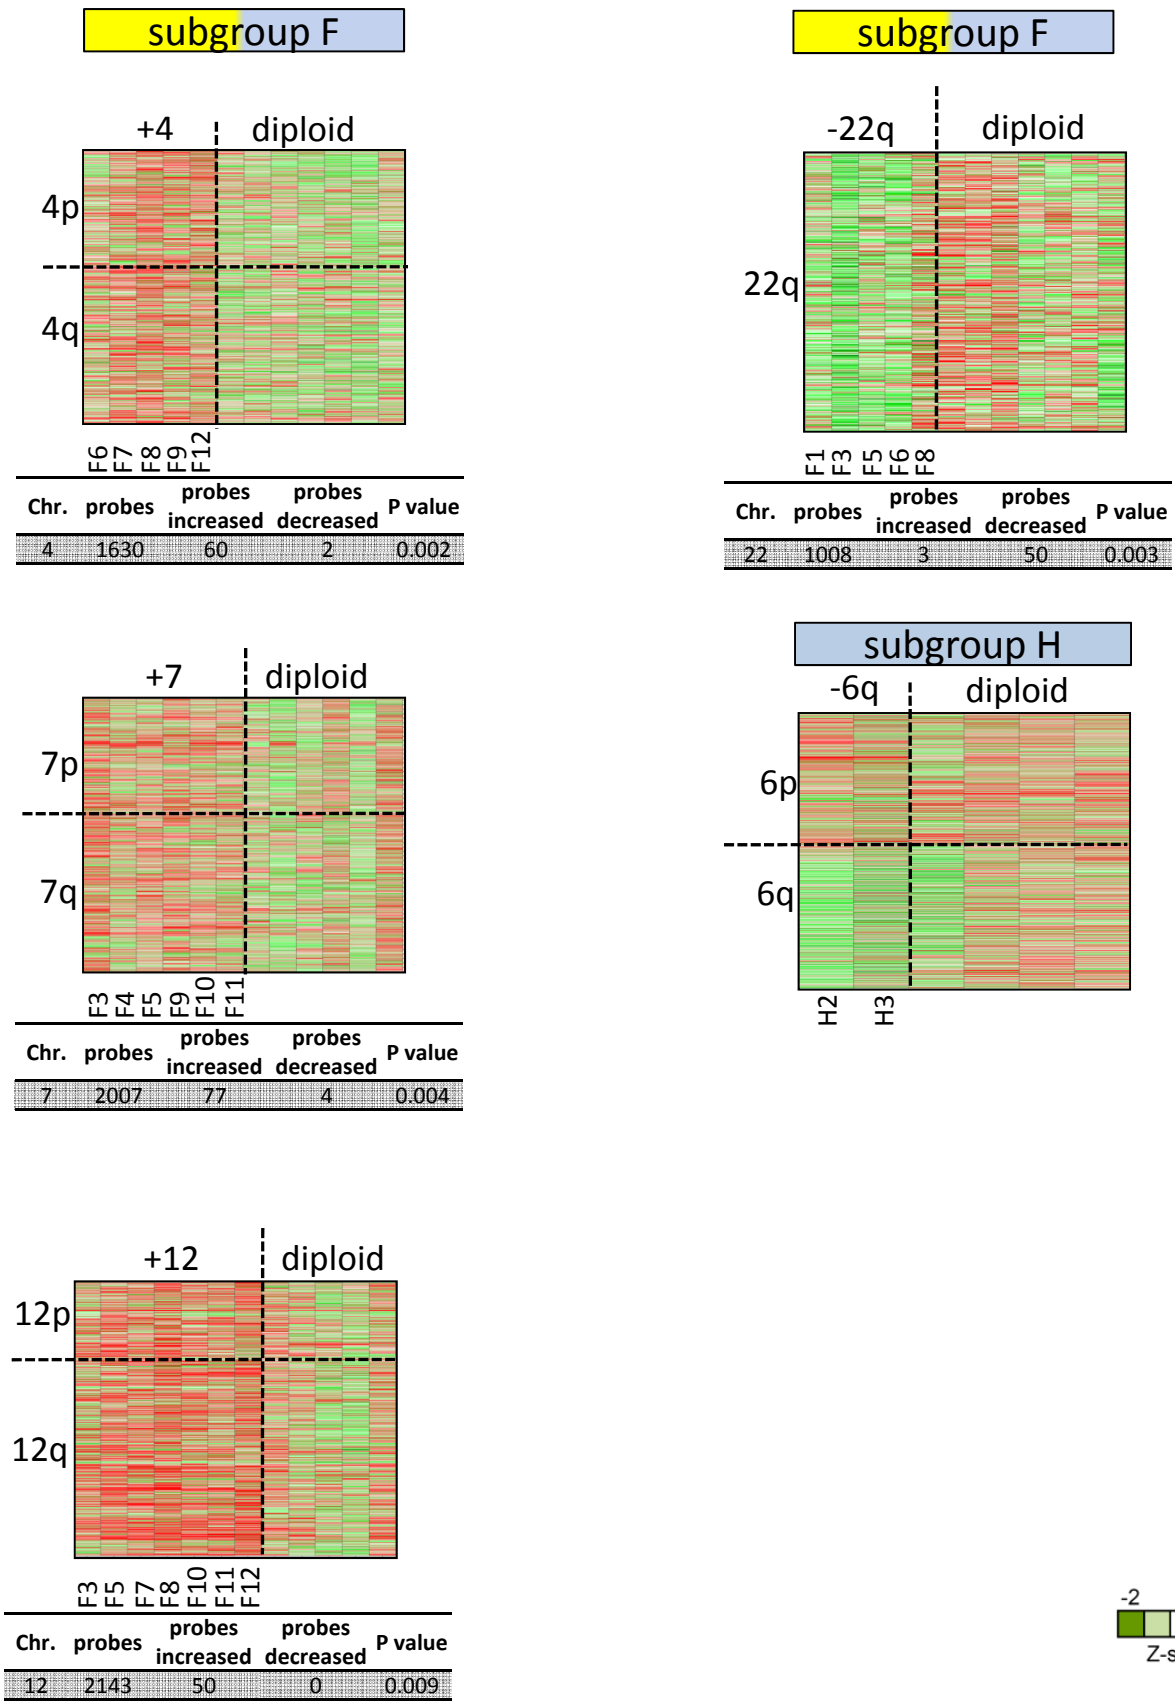 subgroup F
+4 diploid
4p
4q
F6 F7 F8 F9 F12
Chr. probes probes increased probes decreased P value
4 1630 60 2 0.002
+7 diploid
7p
7q
F3 F4 F5 F9 F10 F11
Chr. probes probes increased probes decreased P value
7 2007 77 4 0.004
+12 diploid
12p
12q
F3 F5 F7 F8 F10 F11 F12
Chr. probes probes increased probes decreased P value
12 2143 50 0 0.009
subgroup F
-22q diploid
22q
F1 F3 F5 F6 F8
Chr. probes probes increased probes decreased P value
22 1008 3 50 0.003
subgroup H
-6q diploid
6p
6q
H2 H3
-2
Z-s